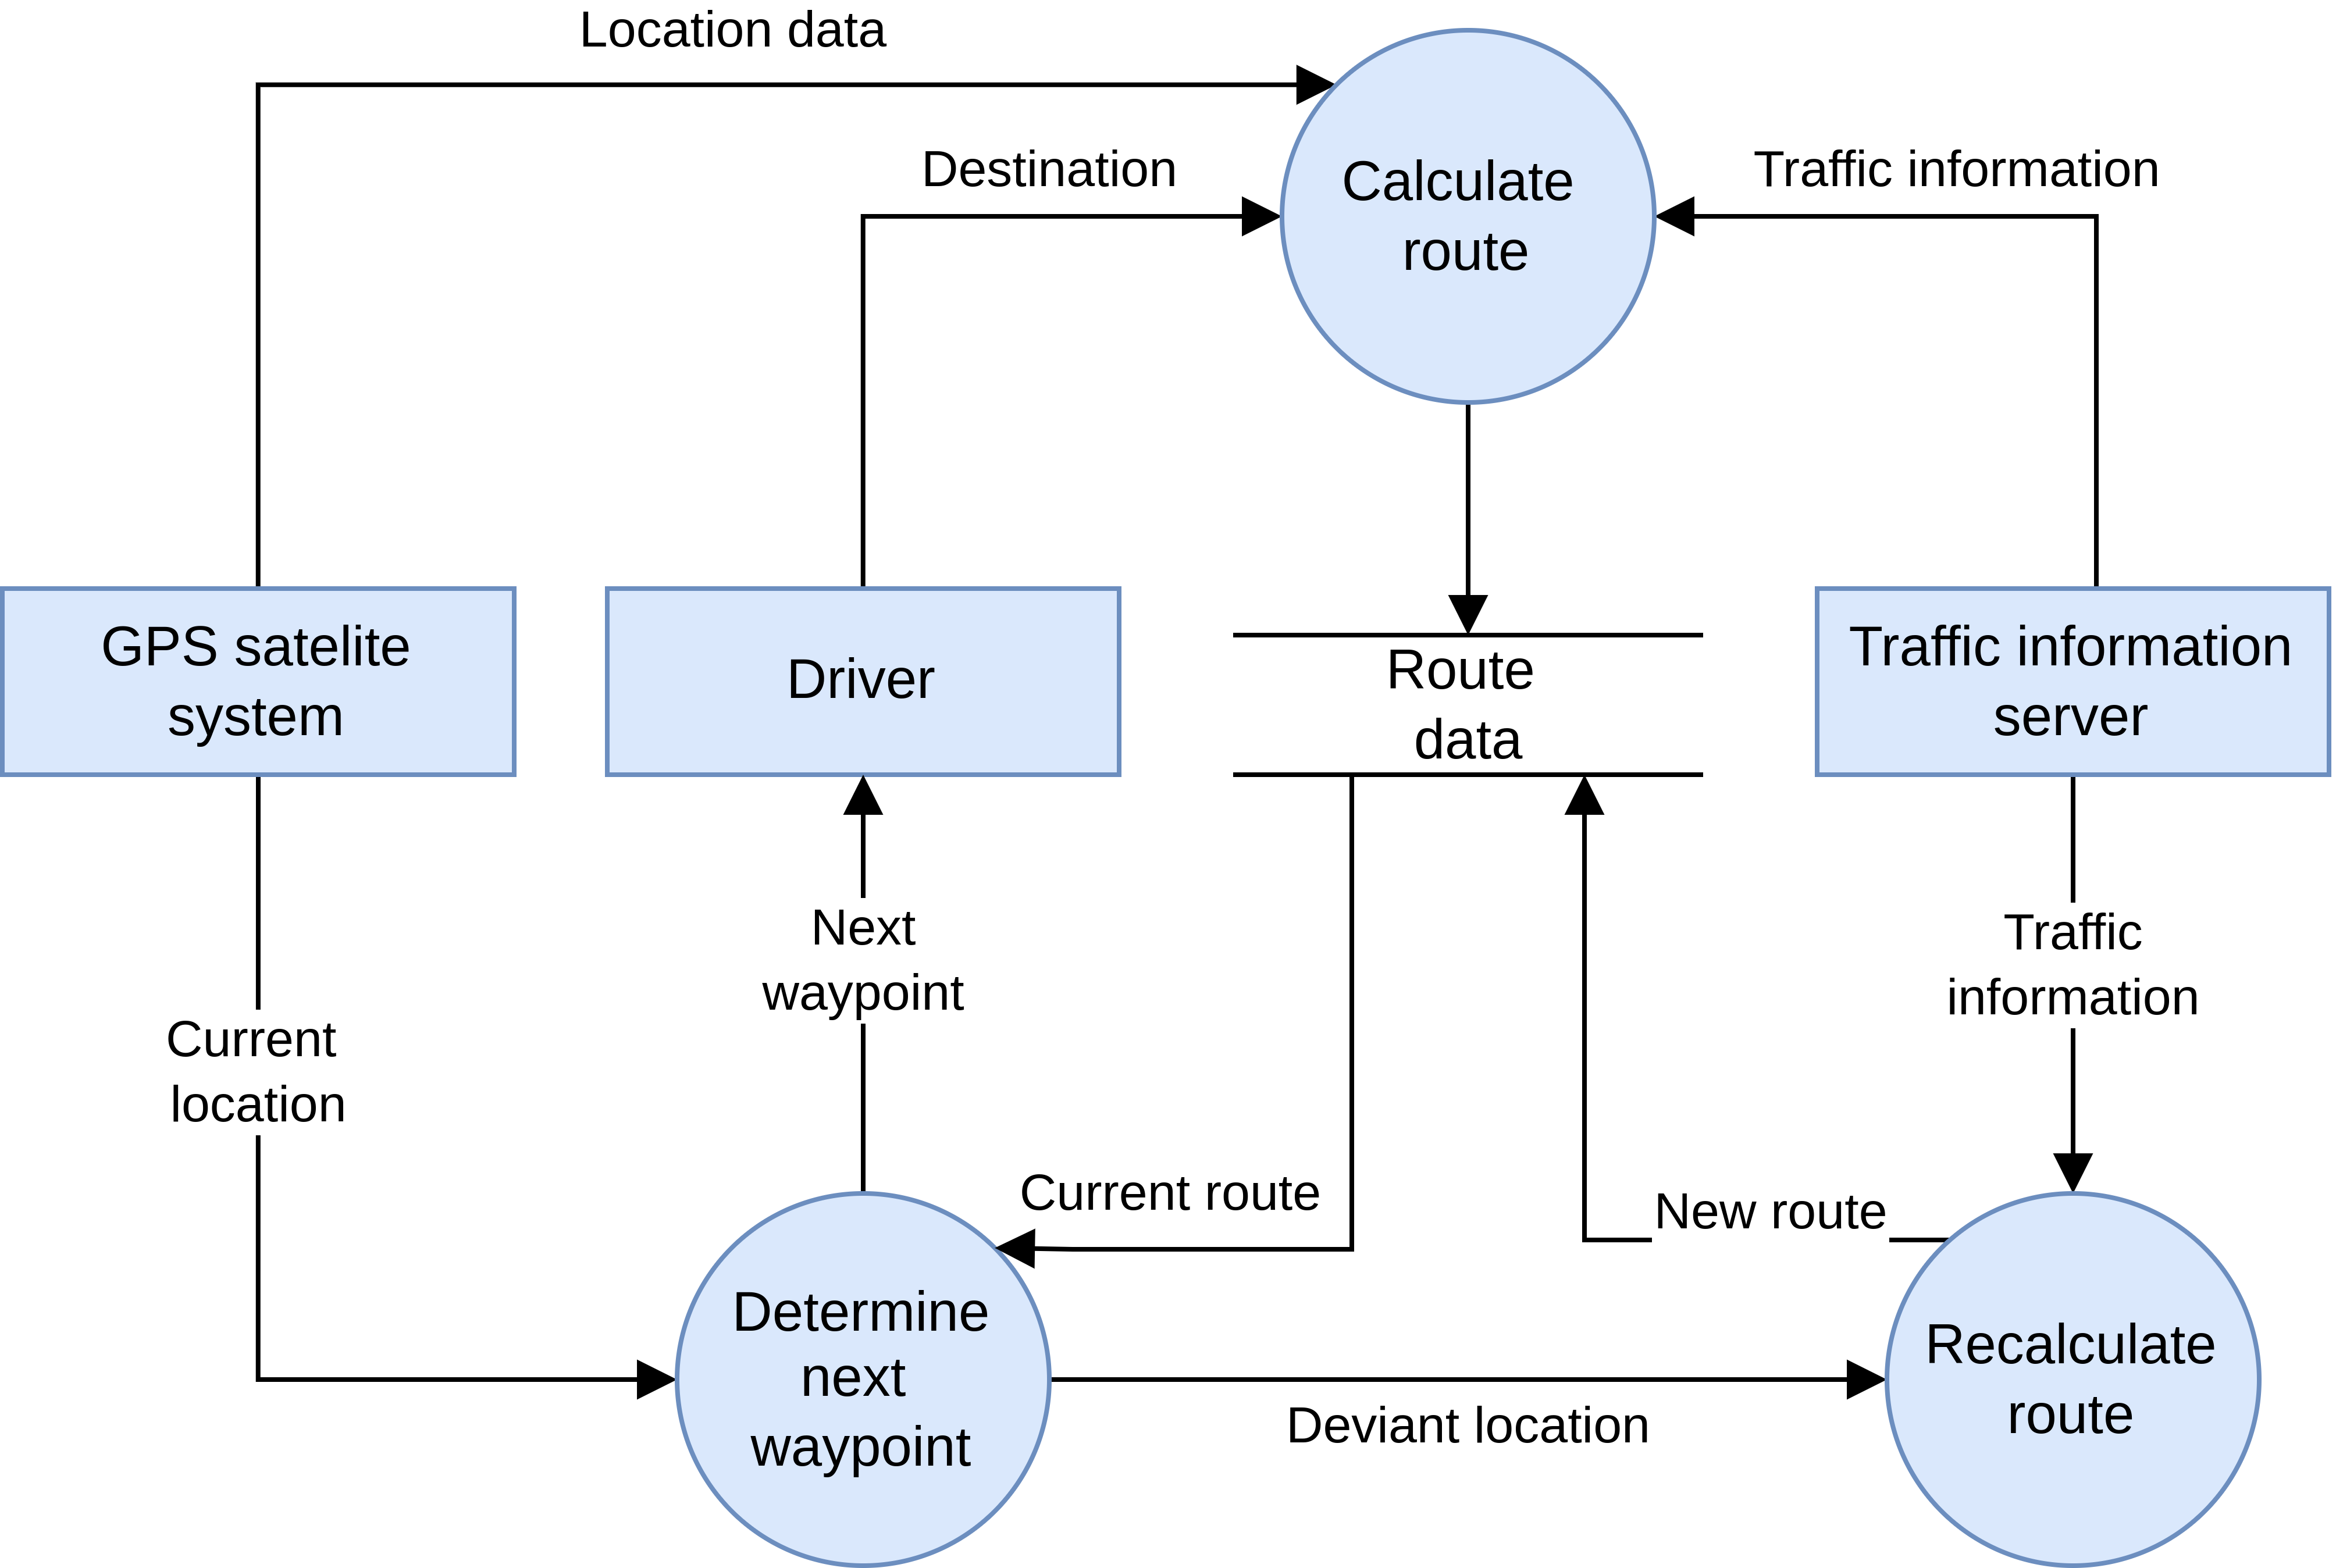 Location data
Destination
Traffic information
Calculate
route
GPS satelite
system
Driver
Route
data
Traffic information
server
Next
waypoint
Traffic
information
Current
location
Current route
New route
Determine
next
waypoint
Recalculate
route
Deviant location